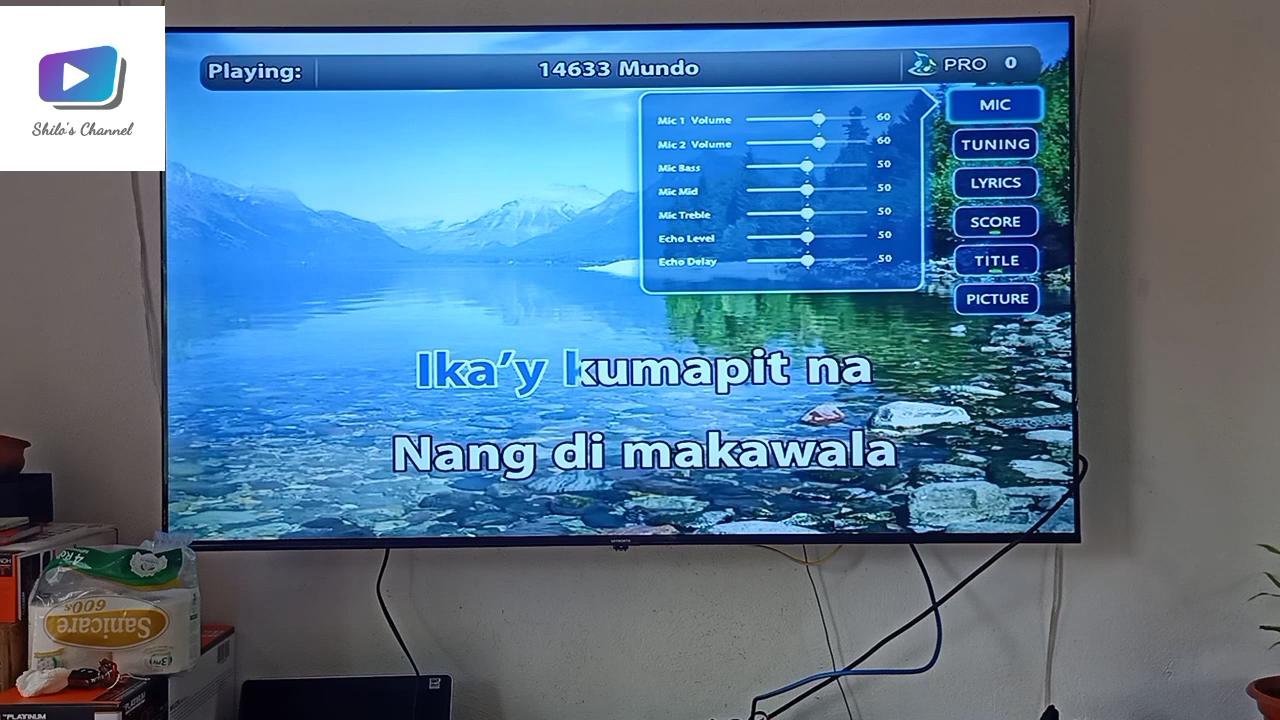 Shilo's Channel
Playing:
14633 Mundo
PRO 0
MIC
TUNING
LYRICS
SCORE
TITLE
PICTURE
Mic 1 Volume 60
Mic 2 Volume 60
Mic Bass 50
Mic Mid 50
Mic Treble 50
Echo Level 50
Echo Delay 50
Ika'y kumapit na
Nang di makawala
Sanicare
600s
PLATINUM